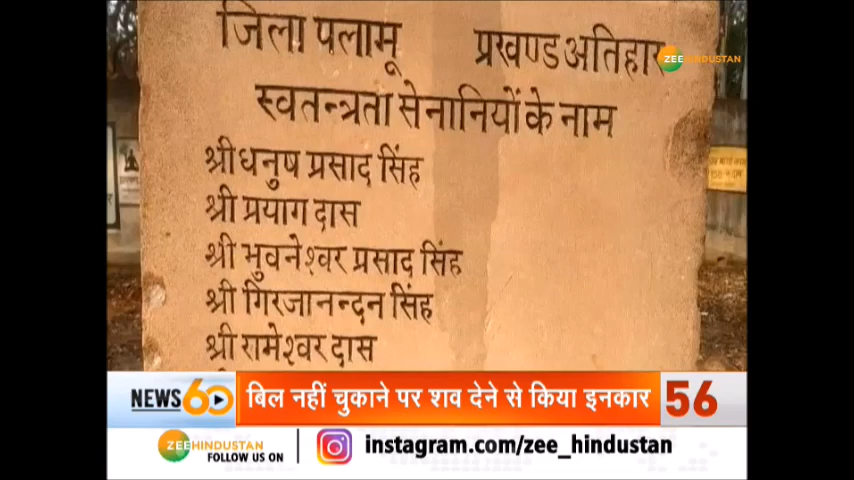 जिला पलामू प्रखण्ड अतिहार
ZEE HINDUSTAN
स्वतन्त्रता सेनानियों के नाम
श्री धनुष प्रसाद सिंह
श्री प्रयाग दास
श्री भुवनेश्वर प्रसाद सिंह
श्री गिरजानन्दन सिंह
श्री रामेश्वर दास
NEWS 60 बिल नहीं चुकाने पर शव देने से किया इनकार 56
ZEE HINDUSTAN
FOLLOW US ON instagram.com/zee_hindustan